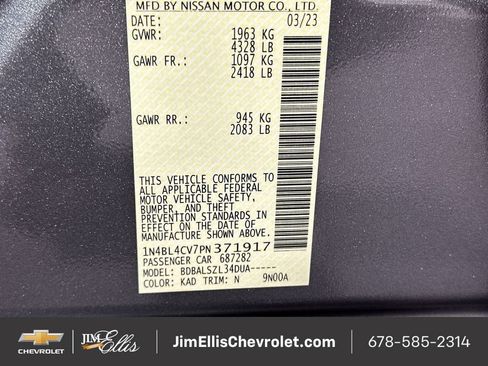 MFD BY NISSAN MOTOR CO., LTD.
DATE: 03/23
GVWR: 1963 KG
4328 LB
GAWR FR.: 1097 KG
2418 LB
GAWR RR.: 945 KG
2083 LB
THIS VEHICLE CONFORMS TO
ALL APPLICABLE FEDERAL
MOTOR VEHICLE SAFETY,
BUMPER, AND THEFT
PREVENTION STANDARDS
IN EFFECT ON THE DATE OF
MANUFACTURE SHOWN ABOVE.
1N4BL4CV7PN371917
PASSENGER CAR 687282
MODEL: BDBALSZL34DUA-----
COLOR: KAD TRIM: N 9N00A
CHEVROLET
JIM Ellis
JimEllisChevrolet.com
678-585-2314